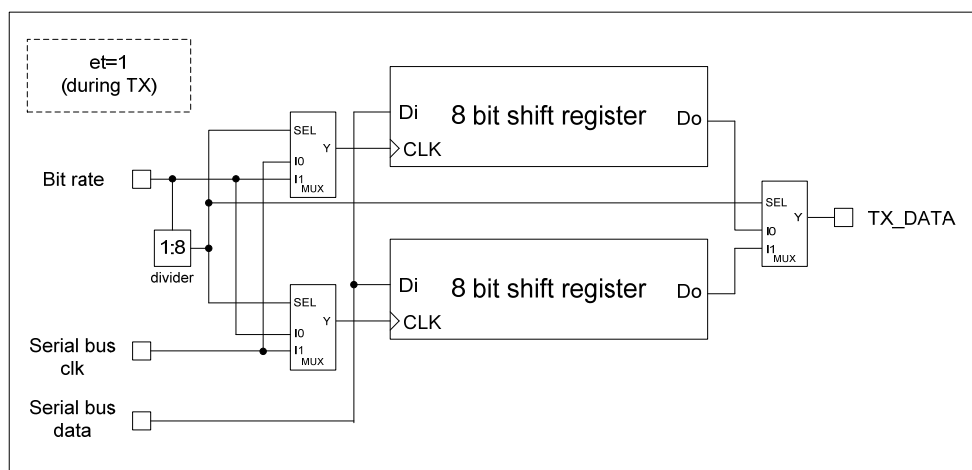 et=1
(during TX)
Di
8 bit shift register
Do
CLK
SEL
Y
I0
I1
MUX
Bit rate
SEL
Y
I0
I1
MUX
TX_DATA
1:8
divider
Di
8 bit shift register
Do
CLK
SEL
Y
I0
I1
MUX
Serial bus
clk
Serial bus
data